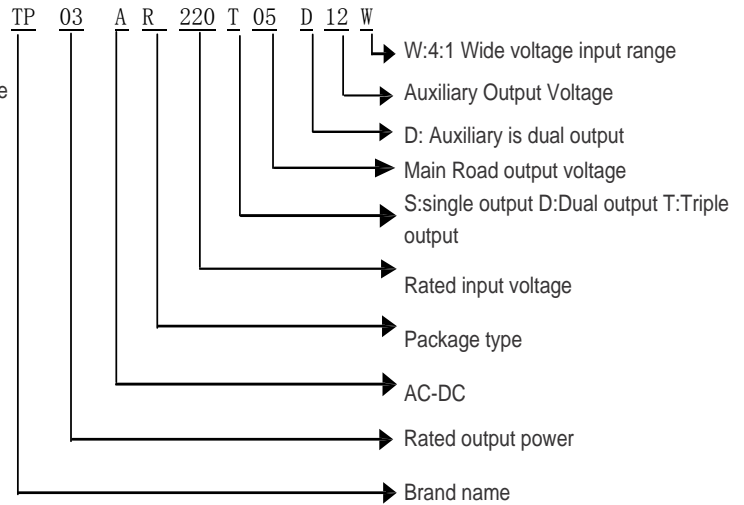 TP 03 A R 220 T 05 D 12 W
W:4:1 Wide voltage input range
e
Auxiliary Output Voltage
D: Auxiliary is dual output
Main Road output voltage
S:single output D:Dual output T:Triple
output
Rated input voltage
Package type
AC-DC
Rated output power
Brand name